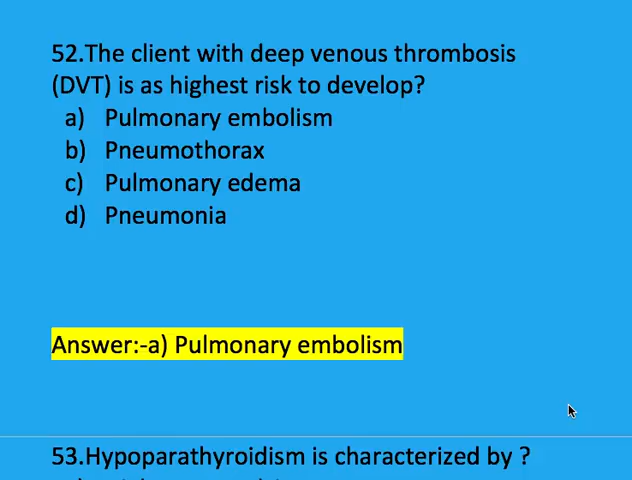 52.The client with deep venous thrombosis
(DVT) is as highest risk to develop?
a) Pulmonary embolism
b) Pneumothorax
c) Pulmonary edema
d) Pneumonia
Answer:-a) Pulmonary embolism
53.Hypoparathyroidism is characterized by ?